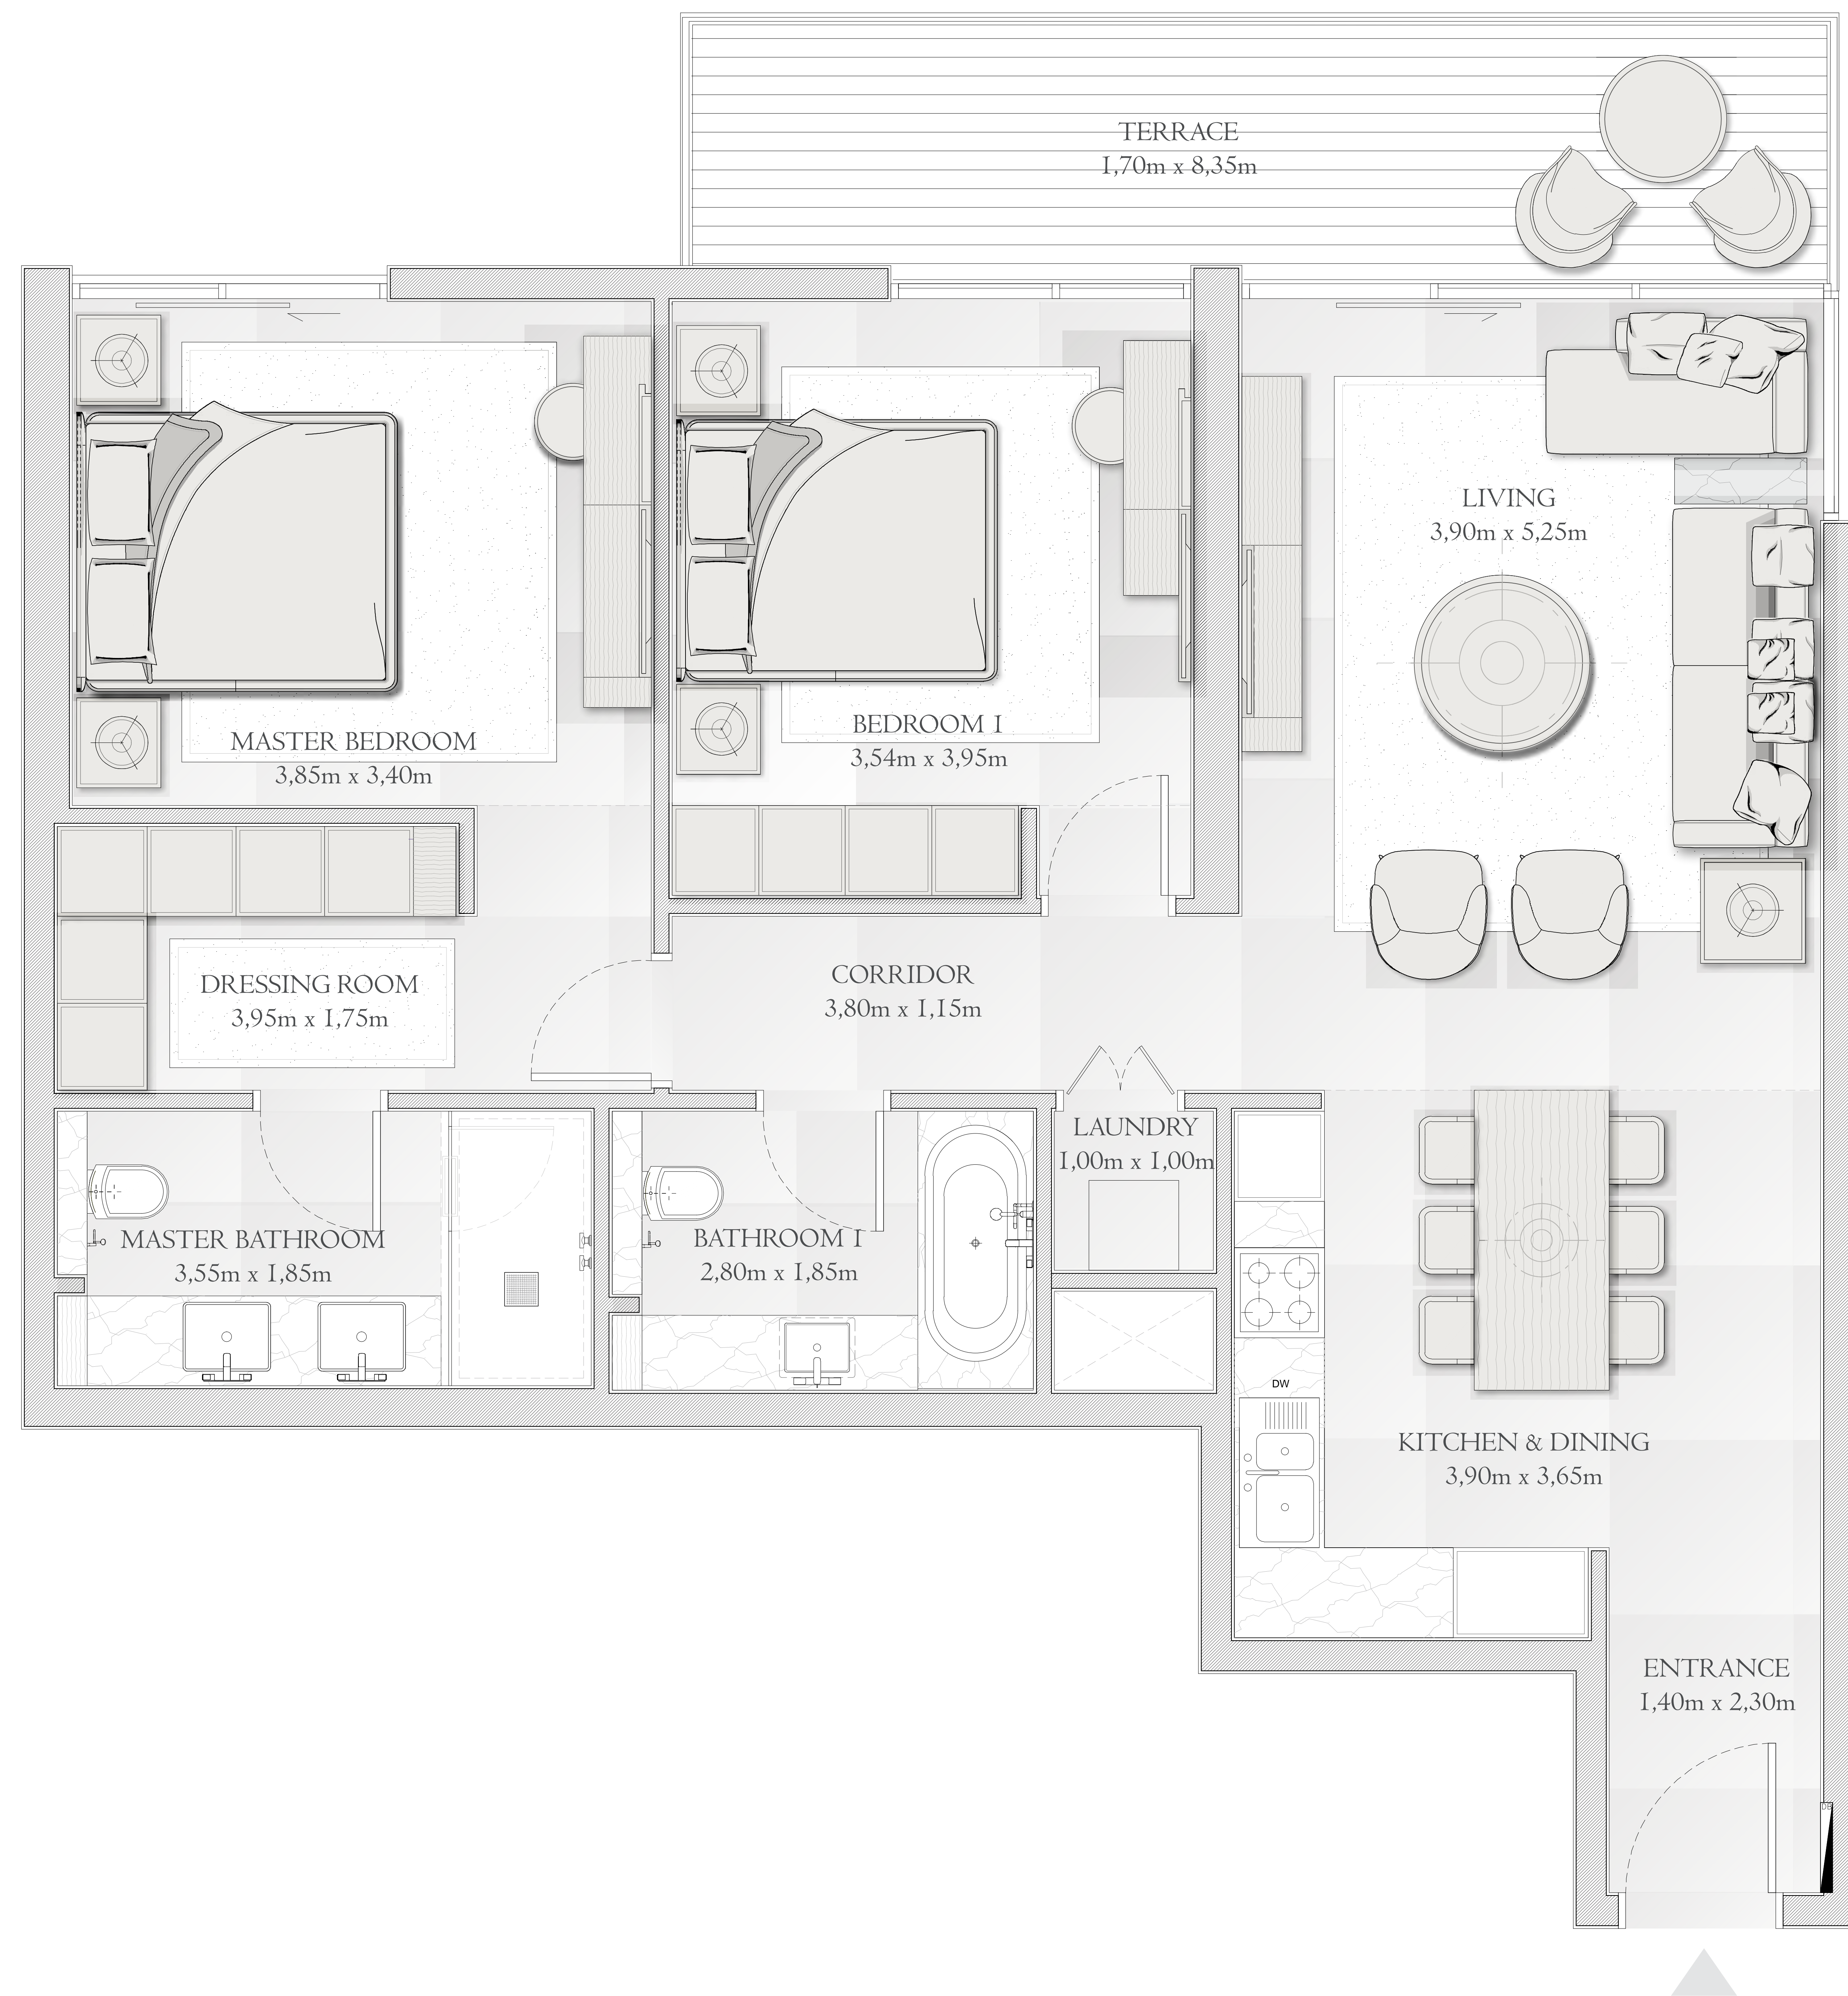 TERRACE
1,70m x 8,35m
LIVING
3,90m x 5,25m
MASTER BEDROOM
3,85m x 3,40m
BEDROOM 1
3,54m x 3,95m
DRESSING ROOM
3,95m x 1,75m
CORRIDOR
3,80m x 1,15m
LAUNDRY
1,00m x 1,00m
MASTER BATHROOM
3,55m x 1,85m
BATHROOM 1
2,80m x 1,85m
DW
KITCHEN & DINING
3,90m x 3,65m
ENTRANCE
1,40m x 2,30m
DB